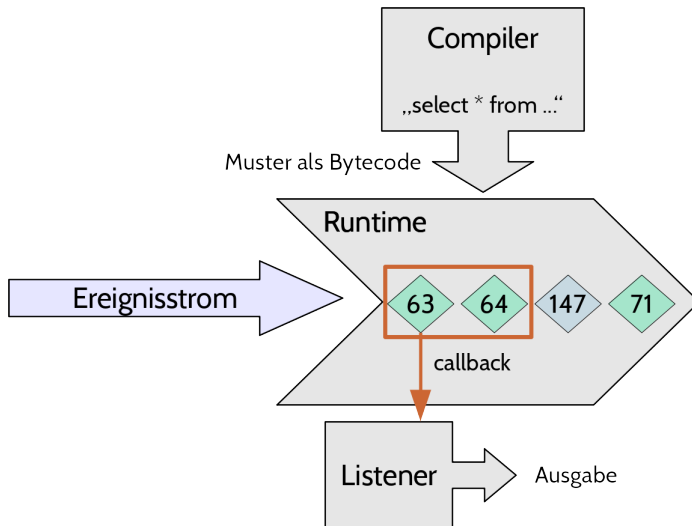 Compiler
„select * from ...“
Muster als Bytecode
Runtime
Ereignisstrom
63 64 147 71
callback
Listener
Ausgabe